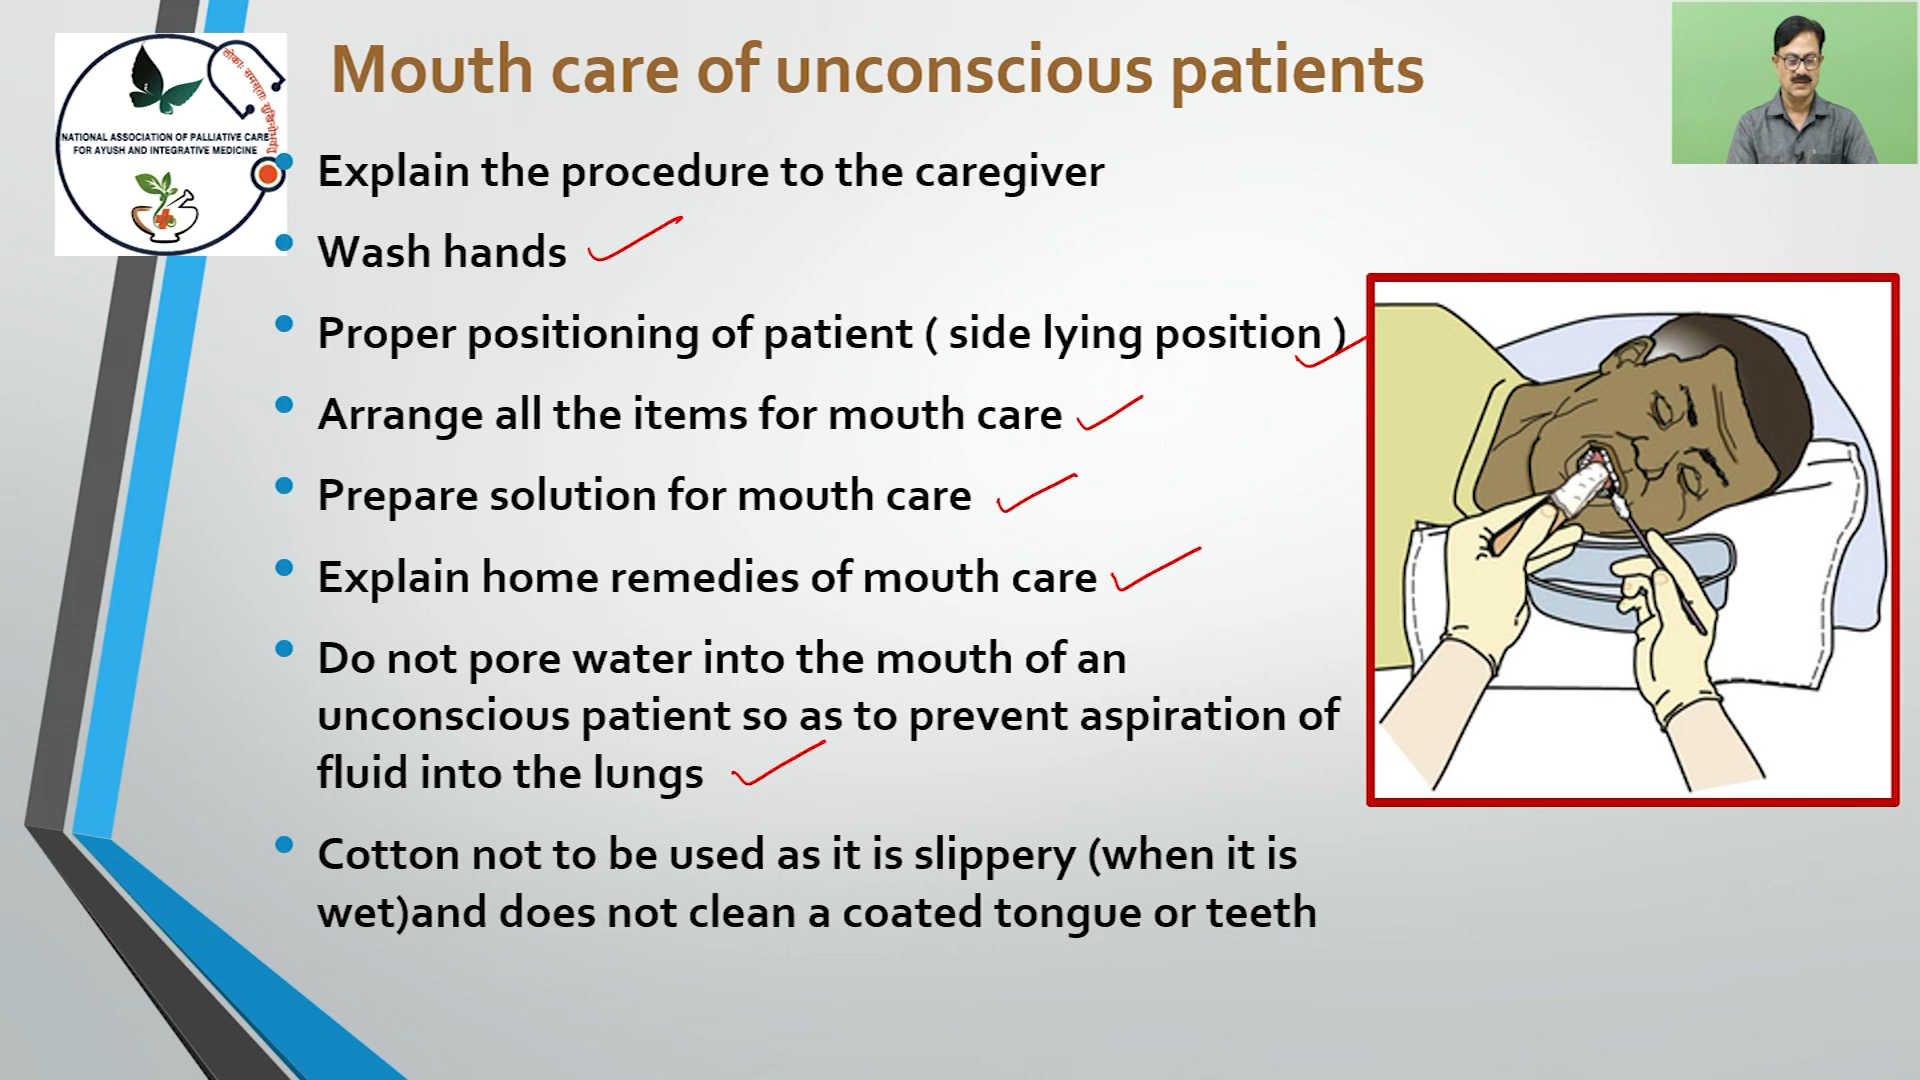 Mouth care of unconscious patients
NATIONAL ASSOCIATION OF PALLIATIVE CARE
FOR AYUSH AND INTEGRATIVE MEDICINE
Explain the procedure to the caregiver
Wash hands
Proper positioning of patient ( side lying position )
Arrange all the items for mouth care
Prepare solution for mouth care
Explain home remedies of mouth care
Do not pore water into the mouth of an
unconscious patient so as to prevent aspiration of
fluid into the lungs
Cotton not to be used as it is slippery (when it is
wet)and does not clean a coated tongue or teeth